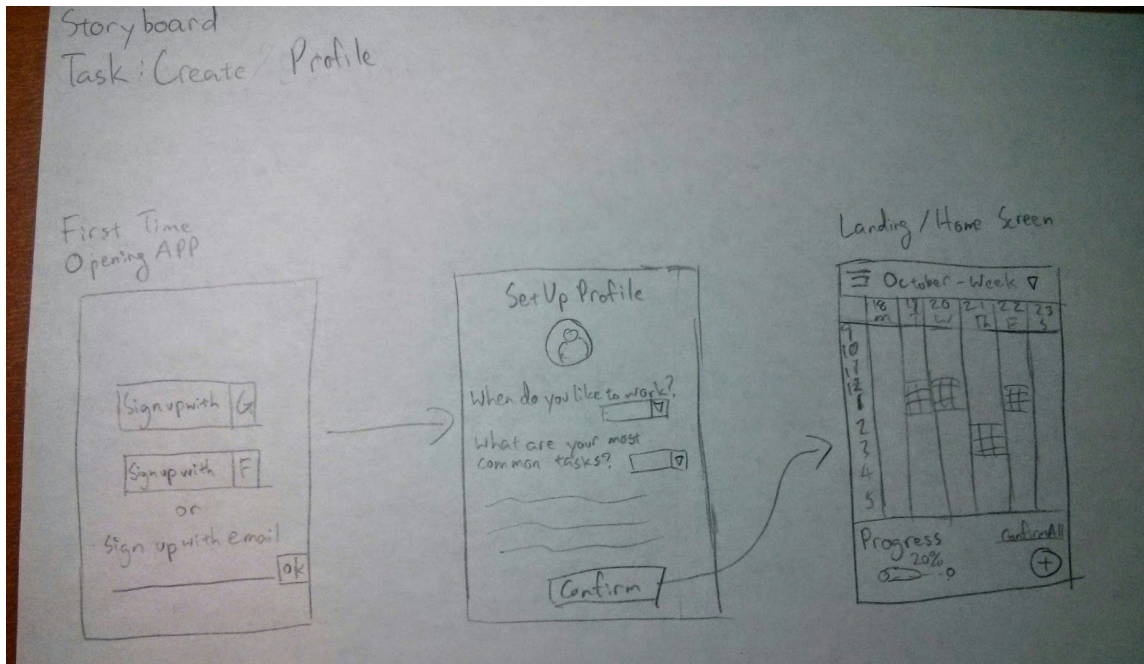 Storyboard
Task: Create Profile
First Time
Opening APP
Sign up with G
Sign up with F
or
Sign up with email
ok
Set Up Profile
When do you like to work?
What are your most
common tasks?
Confirm
Landing / Home Screen
October - Week
18 19 20 21 22 23
m T W Th F S
9
10
11
12
1
2
3
4
5
Progress
20%
Confirm All
+